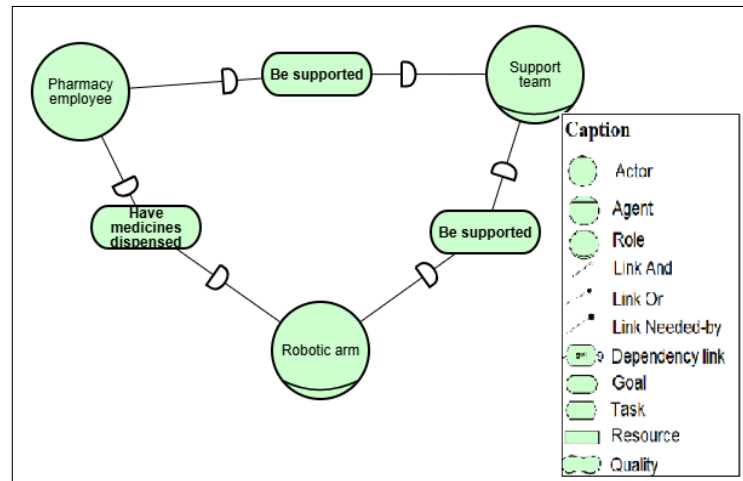 Pharmacy
employee
Be supported
Support
team
Have
medicines
dispensed
Be supported
Robotic arm
Caption
Actor
Agent
Role
Link And
Link Or
Link Needed-by
Dependency link
Goal
Task
Resource
Quality